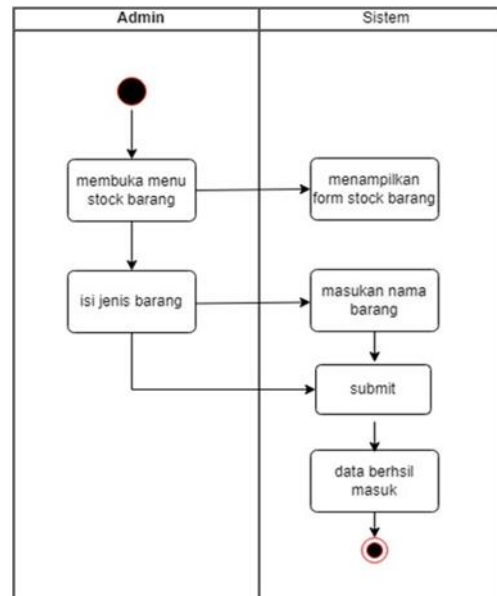 Admin
Sistem
membuka menu
stock barang
menampilkan
form stock barang
isi jenis barang
masukan nama
barang
submit
data berhsil
masuk